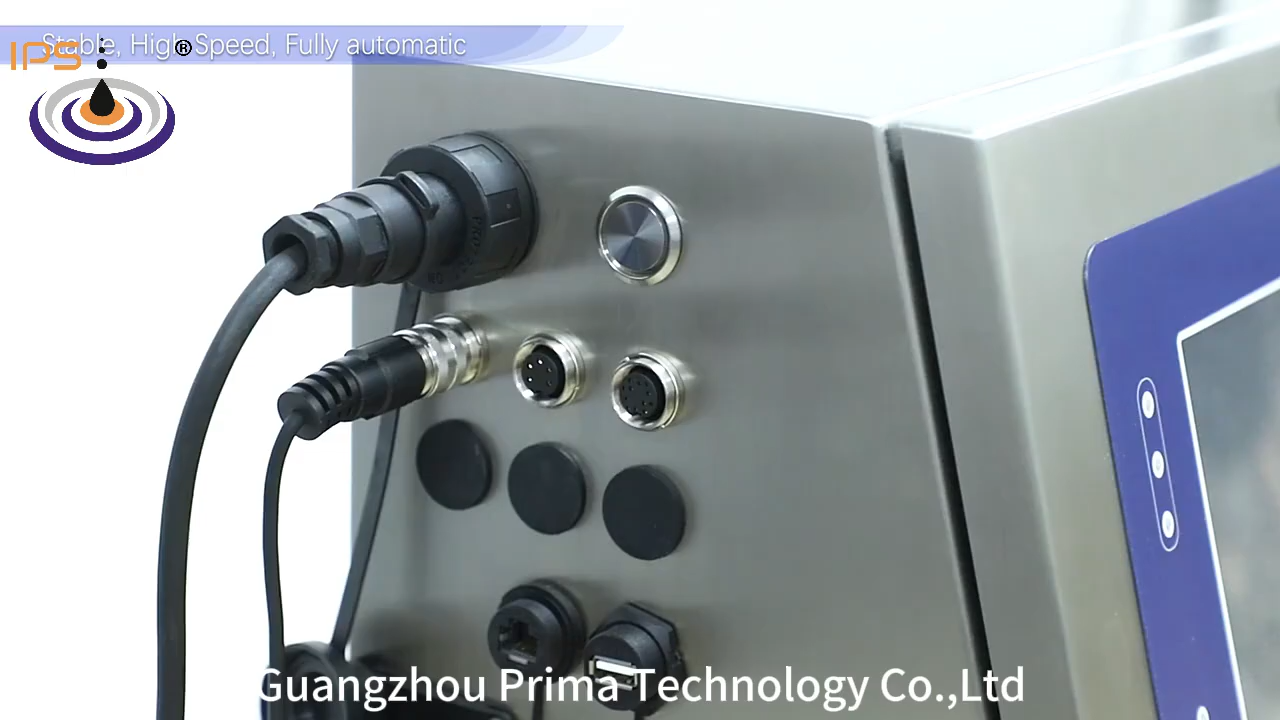 Stable, High Speed, Fully automatic
IPS ®
Guangzhou Prima Technology Co.,Ltd